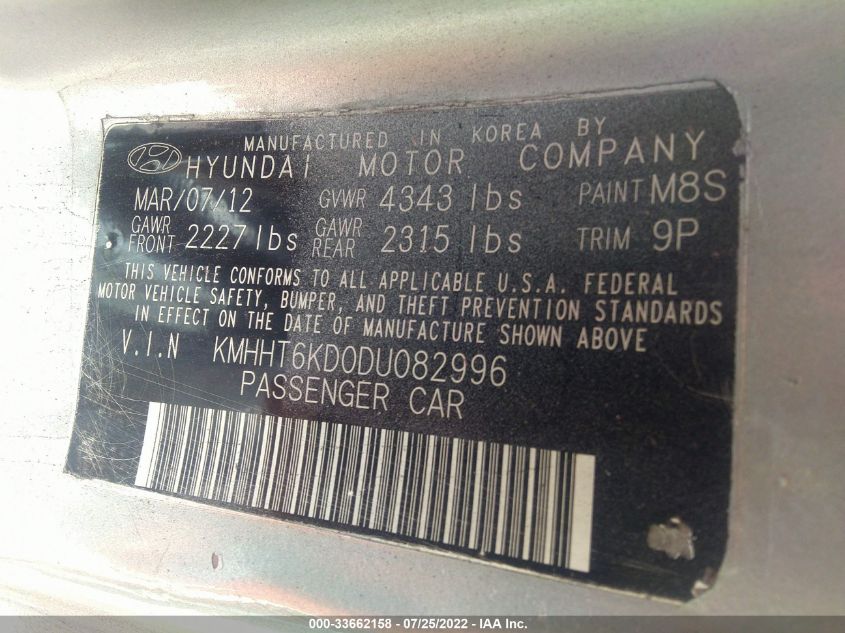 MANUFACTURED IN KOREA BY
HYUNDAI MOTOR COMPANY
MAR/07/12 GVWR 4343 lbs PAINT M8S
GAWR FRONT 2227 lbs GAWR REAR 2315 lbs TRIM 9P
THIS VEHICLE CONFORMS TO ALL APPLICABLE U.S.A. FEDERAL
MOTOR VEHICLE SAFETY, BUMPER, AND THEFT PREVENTION STANDARDS
IN EFFECT ON THE DATE OF MANUFACTURE SHOWN ABOVE
V.I.N KMHHT6KD0DU082996
PASSENGER CAR
000-33662158 - 07/25/2022 - IAA Inc.